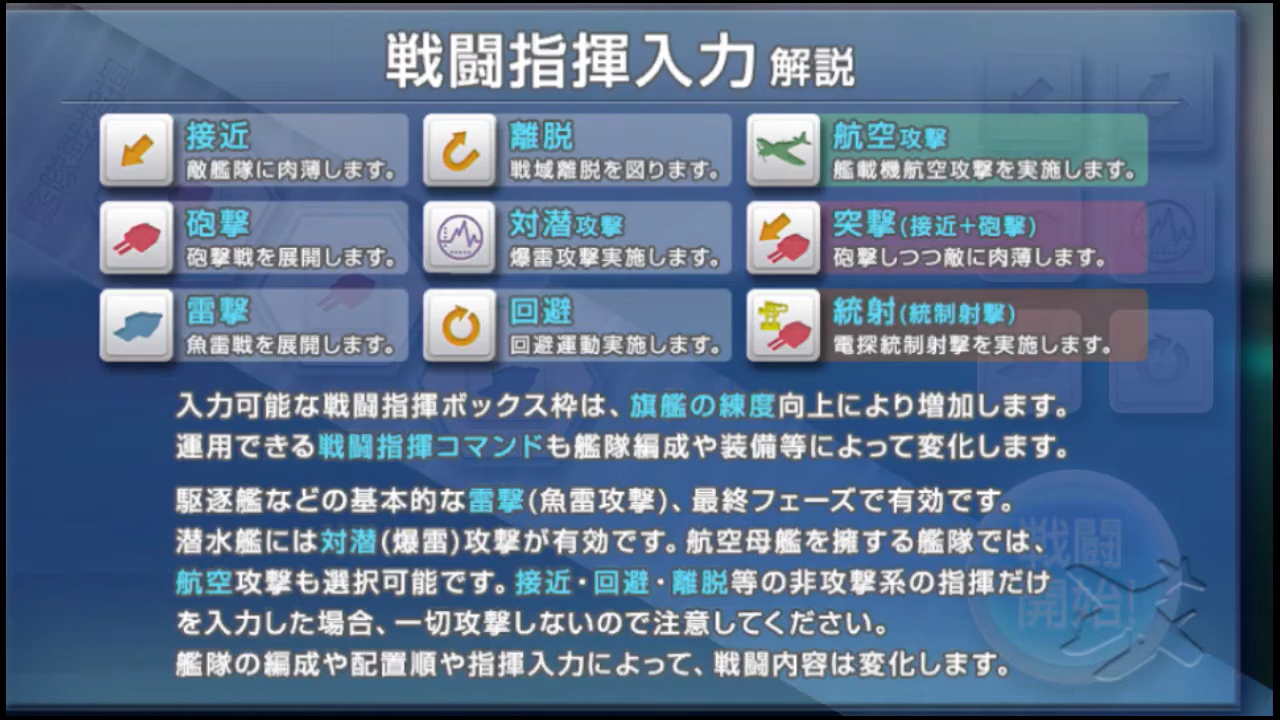 戦闘指揮入力 解説
接近
敵艦隊に肉薄します。
離脱
戦域離脱を図ります。
航空攻撃
艦載機航空攻撃を実施します。
砲撃
砲撃戦を展開します。
対潜攻撃
爆雷攻撃実施します。
突撃(接近+砲撃)
砲撃しつつ敵に肉薄します。
雷撃
魚雷戦を展開します。
回避
回避運動実施します。
統射(統制射撃)
電探統制射撃を実施します。
入力可能な戦闘指揮ボックス枠は、旗艦の練度向上により増加します。
運用できる戦闘指揮コマンドも艦隊編成や装備等によって変化します。
駆逐艦などの基本的な雷撃(魚雷攻撃)、最終フェーズで有効です。
潜水艦には対潜(爆雷)攻撃が有効です。航空母艦を擁する艦隊では、
航空攻撃も選択可能です。接近・回避・離脱等の非攻撃系の指揮だけ
を入力した場合、一切攻撃しないので注意してください。
艦隊の編成や配置順や指揮入力によって、戦闘内容は変化します。
戦闘
開始!